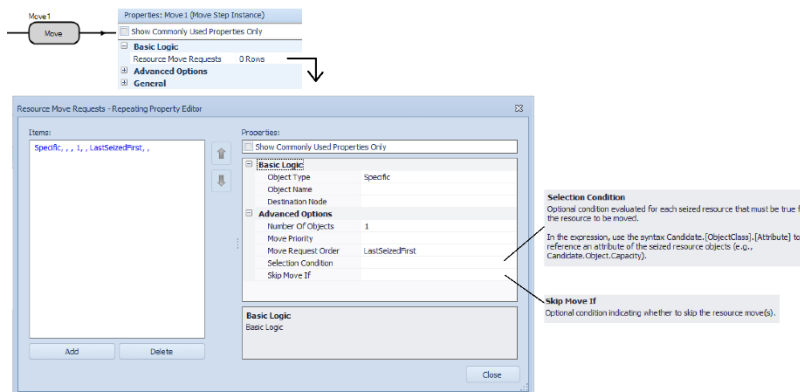 Move1
Move
Properties: Move1 (Move Step Instance)
Show Commonly Used Properties Only
Basic Logic
Resource Move Requests 0 Rows
Advanced Options
General
Resource Move Requests - Repeating Property Editor
Items:
Specific, , , 1, , LastSeizedFirst, ,
Add Delete
Properties:
Show Commonly Used Properties Only
Basic Logic
Object Type Specific
Object Name
Destination Node
Advanced Options
Number Of Objects 1
Move Priority
Move Request Order LastSeizedFirst
Selection Condition
Skip Move If
Basic Logic
Basic Logic
Close
Selection Condition
Optional condition evaluated for each seized resource that must be true f
the resource to be moved.
In the expression, use the syntax Candidate.[ObjectClass].[Attribute] to
reference an attribute of the seized resource objects (e.g.,
Candidate.Object.Capacity).
Skip Move If
Optional condition indicating whether to skip the resource move(s).